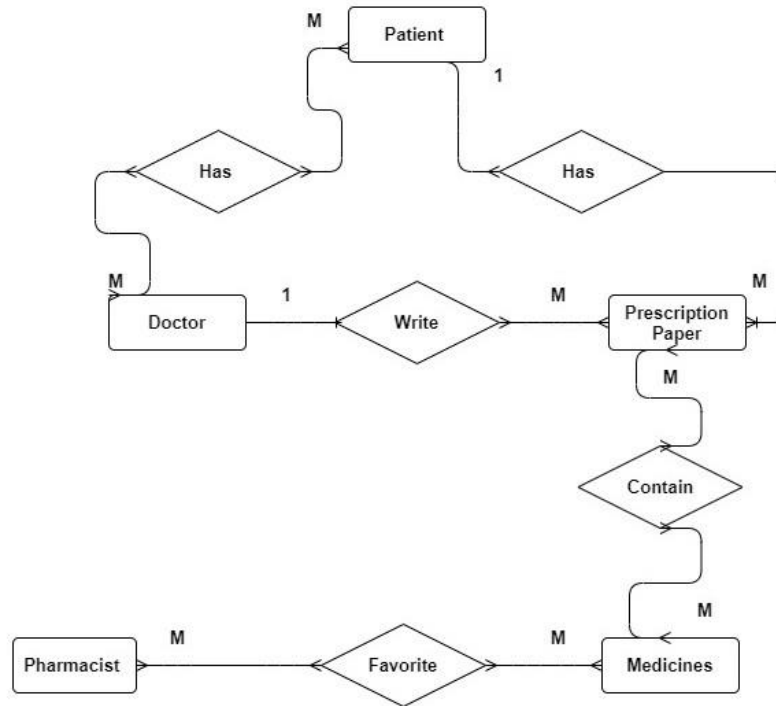 M
Patient
1
Has
Has
M
Doctor
1
Write
M
Prescription
Paper
M
M
Contain
M
Pharmacist
M
Favorite
M
Medicines